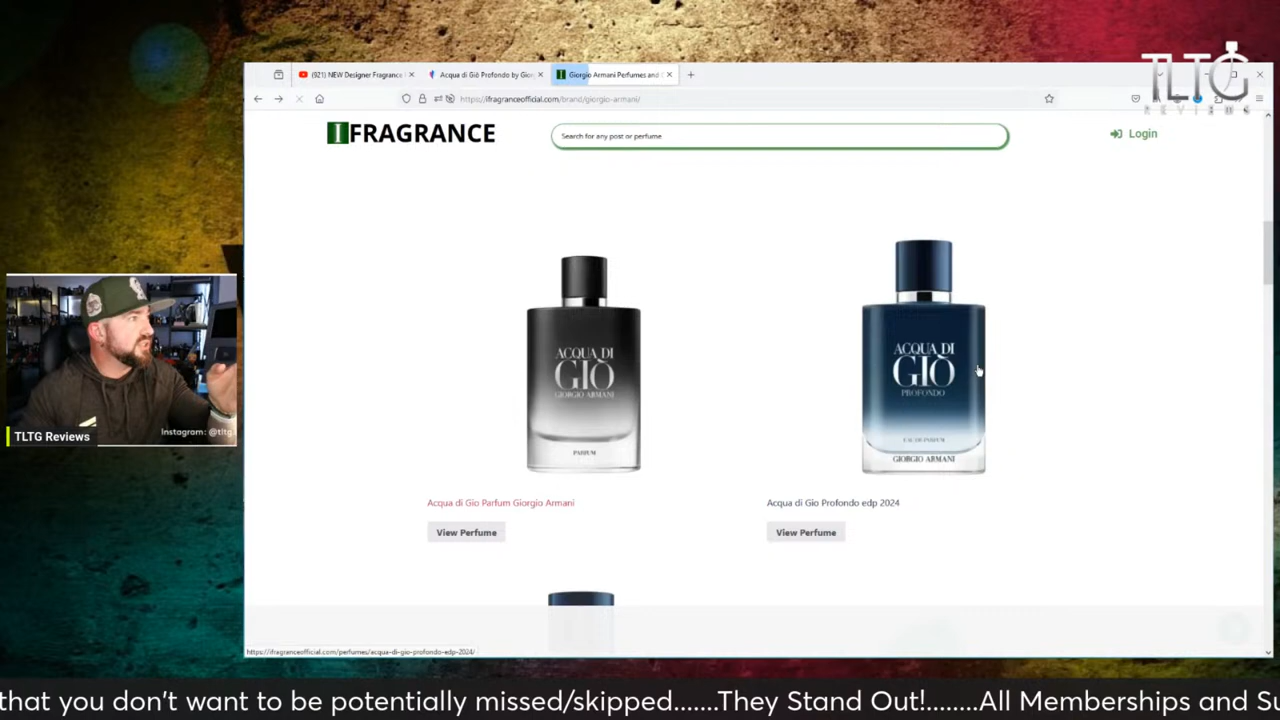 TLTG
REVIEWS
(921) NEW Designer Fragrance
Acqua di Giò Profondo by Gior
Giorgio Armani Perfumes and C
https://ifragranceofficial.com/brand/giorgio-armani/
IFRAGRANCE
Search for any post or perfume
Login
ACQUA DI
GIÒ
GIORGIO ARMANI
PARFUM
ACQUA DI
GIÒ
PROFONDO
EAU DE PARFUM
GIORGIO ARMANI
Acqua di Gio Parfum Giorgio Armani
Acqua di Gio Profondo edp 2024
View Perfume
View Perfume
TLTG Reviews
Instagram: @tltg
https://ifragranceofficial.com/perfumes/acqua-di-gio-profondo-edp-2024/
that you don't want to be potentially missed/skipped.......They Stand Out!........All Memberships and Su